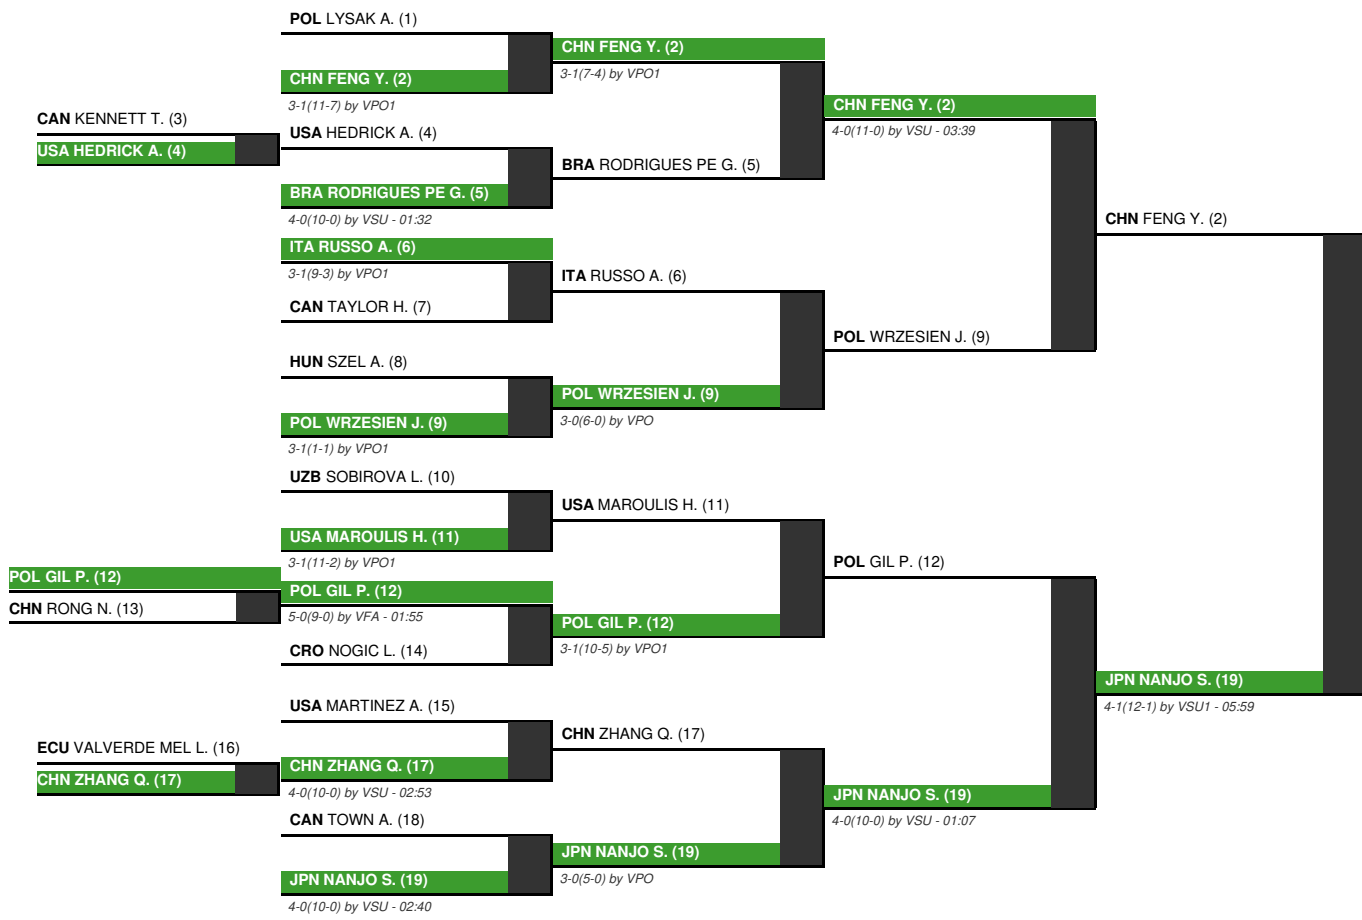 POL LYSAK A. (1)
CHN FENG Y. (2)
CHN FENG Y. (2)
3-1(7-4) by VPO1
3-1(11-7) by VPO1
CHN FENG Y. (2)
4-0(11-0) by VSU - 03:39
CAN KENNETT T. (3)
USA HEDRICK A. (4)
USA HEDRICK A. (4)
BRA RODRIGUES PE G. (5)
BRA RODRIGUES PE G. (5)
4-0(10-0) by VSU - 01:32
CHN FENG Y. (2)
ITA RUSSO A. (6)
3-1(9-3) by VPO1
ITA RUSSO A. (6)
CAN TAYLOR H. (7)
POL WRZESIEN J. (9)
HUN SZEL A. (8)
POL WRZESIEN J. (9)
3-0(6-0) by VPO
POL WRZESIEN J. (9)
3-1(1-1) by VPO1
UZB SOBIROVA L. (10)
USA MAROULIS H. (11)
USA MAROULIS H. (11)
3-1(11-2) by VPO1
POL GIL P. (12)
POL GIL P. (12)
CHN RONG N. (13)
POL GIL P. (12)
5-0(9-0) by VFA - 01:55
POL GIL P. (12)
3-1(10-5) by VPO1
CRO NOGIC L. (14)
JPN NANJO S. (19)
4-1(12-1) by VSU1 - 05:59
USA MARTINEZ A. (15)
CHN ZHANG Q. (17)
ECU VALVERDE MEL L. (16)
CHN ZHANG Q. (17)
CHN ZHANG Q. (17)
4-0(10-0) by VSU - 02:53
JPN NANJO S. (19)
4-0(10-0) by VSU - 01:07
CAN TOWN A. (18)
JPN NANJO S. (19)
3-0(5-0) by VPO
JPN NANJO S. (19)
4-0(10-0) by VSU - 02:40